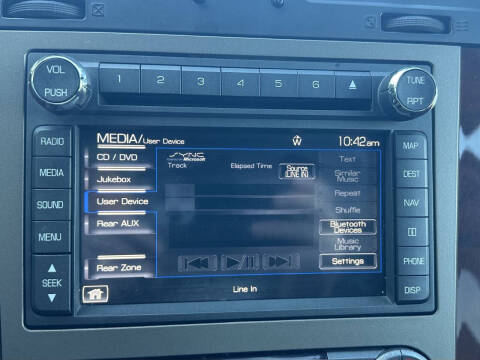 VOL
PUSH
1 2 3 4 5 6
TUNE
RPT
RADIO
MEDIA
SOUND
MENU
SEEK
MEDIA/User Device
W
10:42am
CD / DVD
Jukebox
User Device
Rear AUX
Rear Zone
SYNC
Microsoft
Track
Elapsed Time
Source
(LINE IN)
Text
Similar
Music
Repeat
Shuffle
Bluetooth
Devices
Music
Library
Settings
Line In
MAP
DEST
NAV
PHONE
DISP